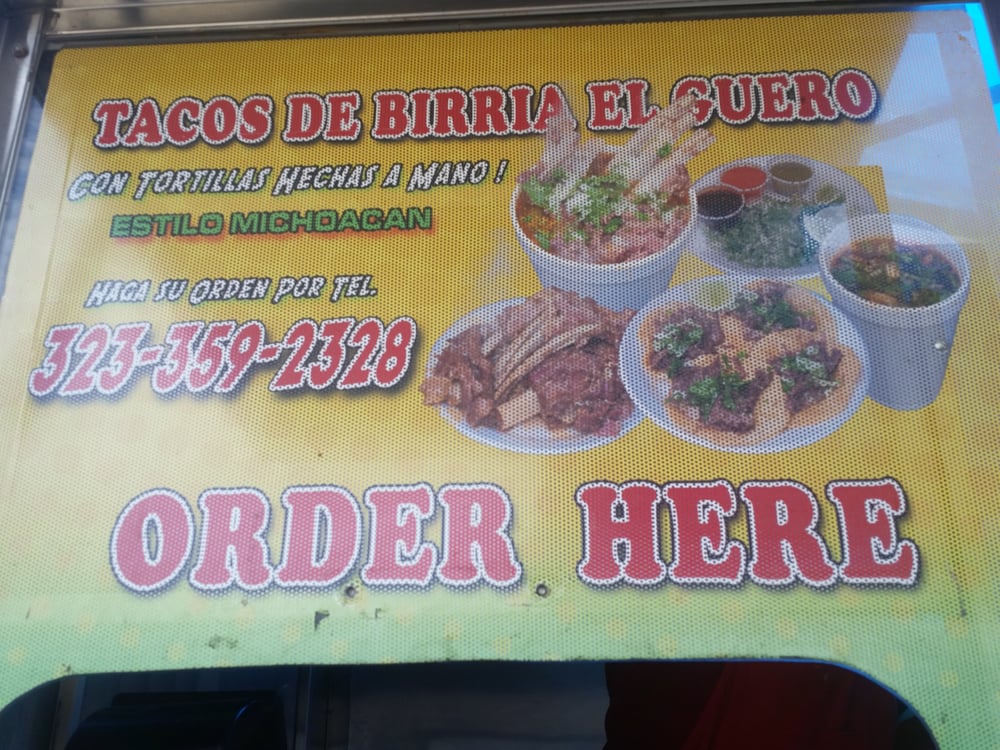 TACOS DE BIRRIA EL GUERO
CON TORTILLAS HECHAS A MANO !
ESTILO MICHOACAN
HAGA SU ORDEN POR TEL.
323-359-2328
ORDER HERE